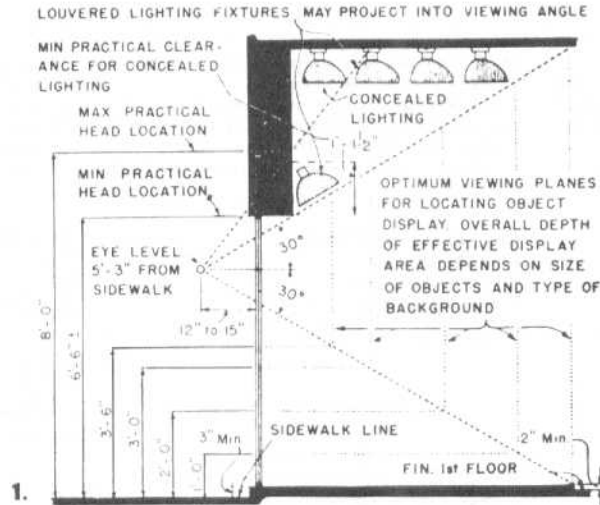 LOUVERED LIGHTING FIXTURES MAY PROJECT INTO VIEWING ANGLE
MIN PRACTICAL CLEAR-
ANCE FOR CONCEALED
LIGHTING
CONCEALED
LIGHTING
MAX PRACTICAL
HEAD LOCATION
1'-2"
MIN PRACTICAL
HEAD LOCATION
OPTIMUM VIEWING PLANES
FOR LOCATING OBJECT
DISPLAY. OVERALL DEPTH
OF EFFECTIVE DISPLAY
AREA DEPENDS ON SIZE
OF OBJECTS AND TYPE OF
BACKGROUND
EYE LEVEL
5'-3" FROM
SIDEWALK
30°
30°
12" to 15"
8'-0"
6'-6" ±
3'-6"
3'-0"
2'-0"
1'-0"
3" Min
SIDEWALK LINE
2" Min
FIN. 1st FLOOR
1.